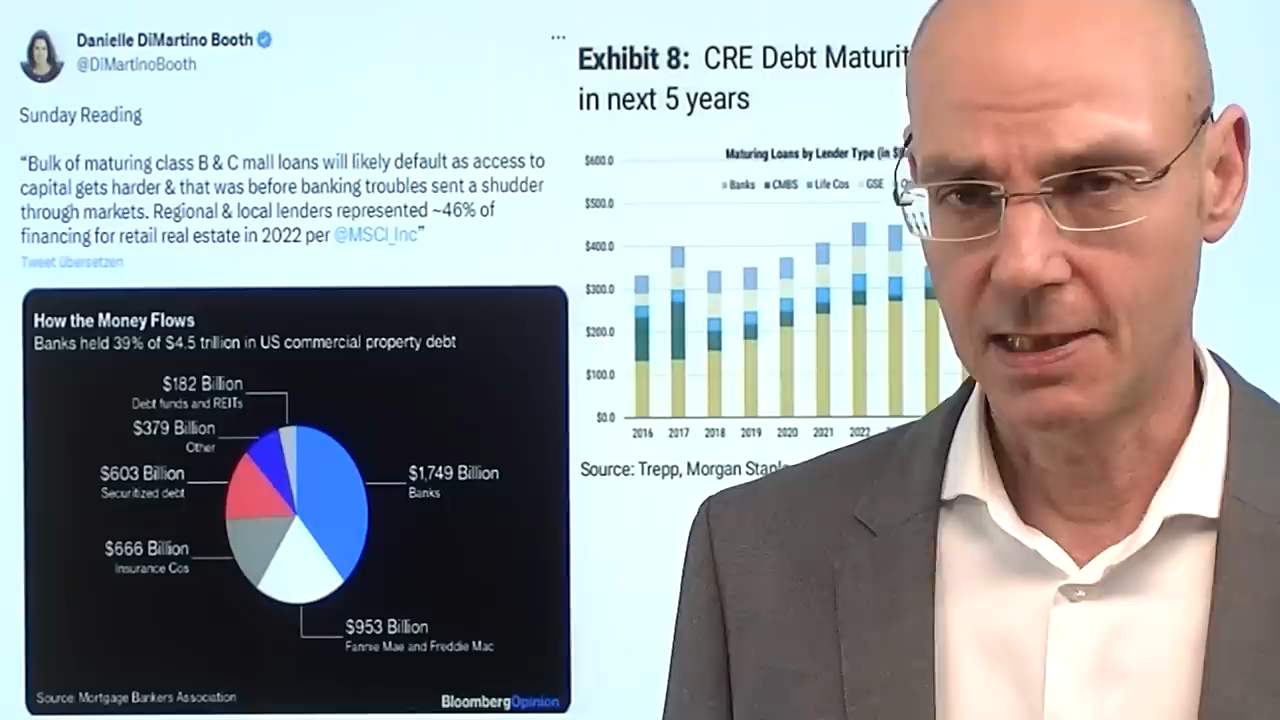 Danielle DiMartino Booth
@DiMartinoBooth
Sunday Reading
“Bulk of maturing class B & C mall loans will likely default as access to
capital gets harder & that was before banking troubles sent a shudder
through markets. Regional & local lenders represented ~46% of
financing for retail real estate in 2022 per @MSCI_Inc”
Tweet übersetzen
How the Money Flows
Banks held 39% of $4.5 trillion in US commercial property debt
$182 Billion
Debt funds and REITs
$379 Billion
Other
$603 Billion
Securitized debt
$666 Billion
Insurance Cos
$1,749 Billion
Banks
$953 Billion
Fannie Mae and Freddie Mac
Source: Mortgage Bankers Association
BloombergOpinion
Exhibit 8: CRE Debt Maturit
in next 5 years
Maturing Loans by Lender Type (in
Banks CMBS Life Cos GSE
$600.0
$500.0
$400.0
$300.0
$200.0
$100.0
$0.0
2016 2017 2018 2019 2020 2021 2022
Source: Trepp, Morgan